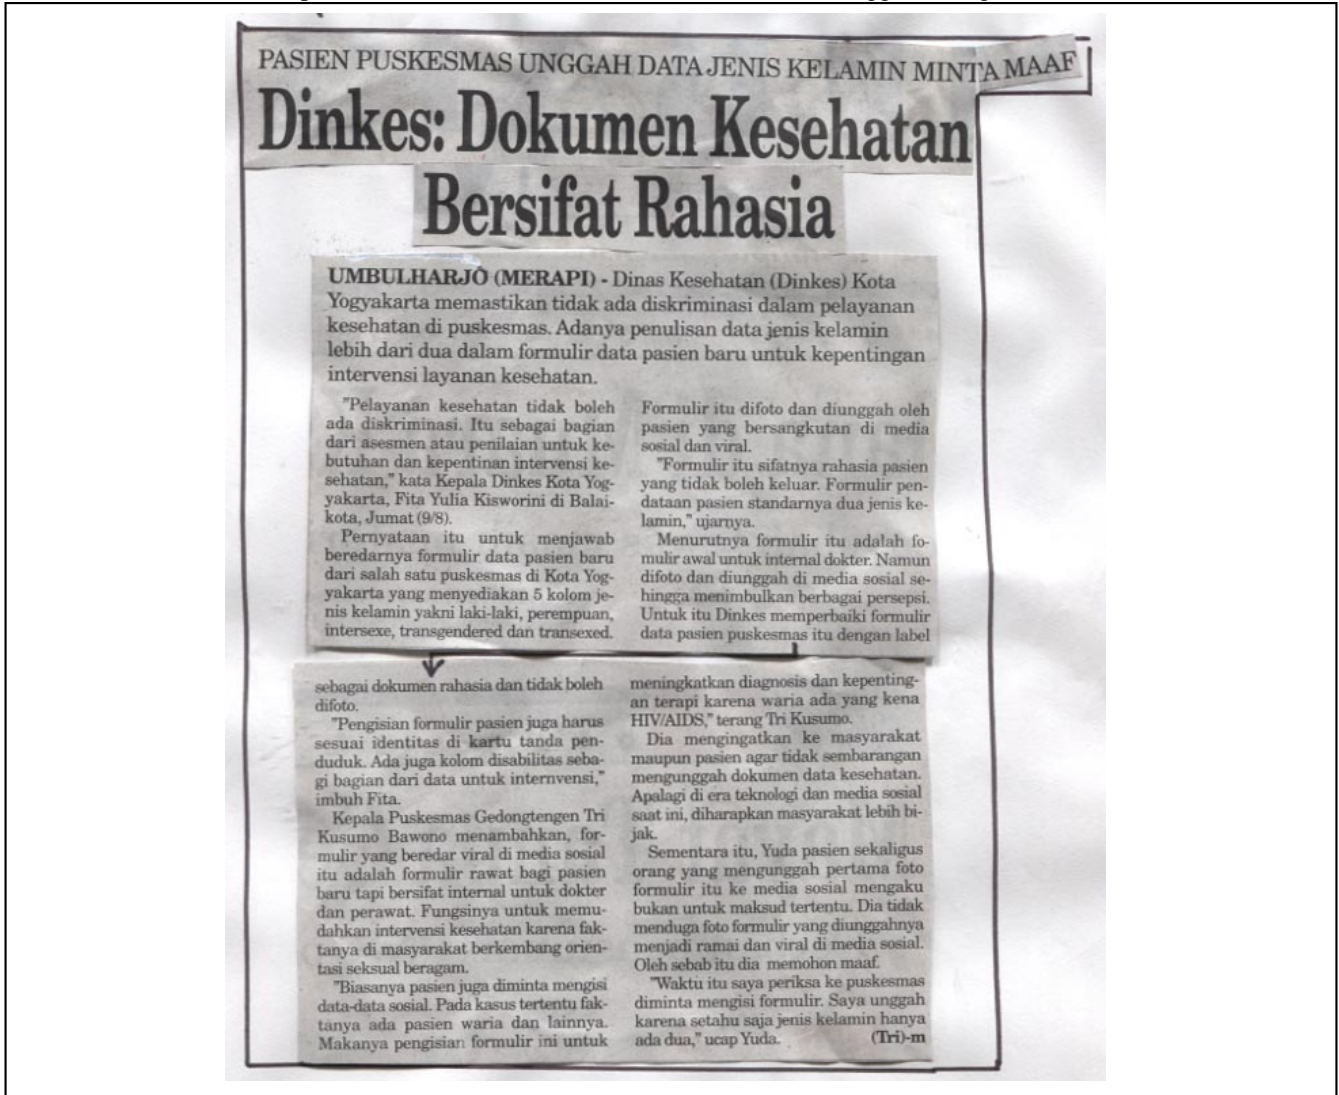 PASIEN PUSKESMAS UNGGAH DATA JENIS KELAMIN MINTA MAAF
Dinkes: Dokumen Kesehatan
Bersifat Rahasia
UMBULHARJO (MERAPI) - Dinas Kesehatan (Dinkes) Kota
Yogyakarta memastikan tidak ada diskriminasi dalam pelayanan
kesehatan di puskesmas. Adanya penulisan data jenis kelamin
lebih dari dua dalam formulir data pasien baru untuk kepentingan
intervensi layanan kesehatan.
"Pelayanan kesehatan tidak boleh
ada diskriminasi. Itu sebagai bagian
dari asesmen atau penilaian untuk ke-
butuhan dan kepentinan intervensi ke-
sehatan," kata Kepala Dinkes Kota Yog-
yakarta, Fita Yulia Kisworini di Balai-
kota, Jumat (9/8).
Pernyataan itu untuk menjawab
beredarnya formulir data pasien baru
dari salah satu puskesmas di Kota Yog-
yakarta yang menyediakan 5 kolom je-
nis kelamin yakni laki-laki, perempuan,
intersexe, transgendered dan transexed.
Formulir itu difoto dan diunggah oleh
pasien yang bersangkutan di media
sosial dan viral.
"Formulir itu sifatnya rahasia pasien
yang tidak boleh keluar. Formulir pen-
dataan pasien standarnya dua jenis ke-
lamin," ujarnya.
Menurutnya formulir itu adalah fo-
mulir awal untuk internal dokter. Namun
difoto dan diunggah di media sosial se-
hingga menimbulkan berbagai persepsi.
Untuk itu Dinkes memperbaiki formulir
data pasien puskesmas itu dengan label
sebagai dokumen rahasia dan tidak boleh
difoto.
"Pengisian formulir pasien juga harus
sesuai identitas di kartu tanda pen-
duduk. Ada juga kolom disabilitas seba-
gi bagian dari data untuk internvensi,"
imbuh Fita.
Kepala Puskesmas Gedongtengen Tri
Kusumo Bawono menambahkan, for-
mulir yang beredar viral di media sosial
itu adalah formulir rawat bagi pasien
baru tapi bersifat internal untuk dokter
dan perawat. Fungsinya untuk memu-
dahkan intervensi kesehatan karena fak-
tanya di masyarakat berkembang orien-
tasi seksual beragam.
"Biasanya pasien juga diminta mengisi
data-data sosial. Pada kasus tertentu fak-
tanya ada pasien waria dan lainnya.
Makanya pengisian formulir ini untuk
meningkatkan diagnosis dan kepenting-
an terapi karena waria ada yang kena
HIV/AIDS," terang Tri Kusumo.
Dia mengingatkan ke masyarakat
maupun pasien agar tidak sembarangan
mengunggah dokumen data kesehatan.
Apalagi di era teknologi dan media sosial
saat ini, diharapkan masyarakat lebih bi-
jak.
Sementara itu, Yuda pasien sekaligus
orang yang mengunggah pertama foto
formulir itu ke media sosial mengaku
bukan untuk maksud tertentu. Dia tidak
menduga foto formulir yang diunggahnya
menjadi ramai dan viral di media sosial.
Oleh sebab itu dia memohon maaf.
"Waktu itu saya periksa ke puskesmas
diminta mengisi formulir. Saya unggah
karena setahu saja jenis kelamin hanya
ada dua," ucap Yuda. (Tri)-m